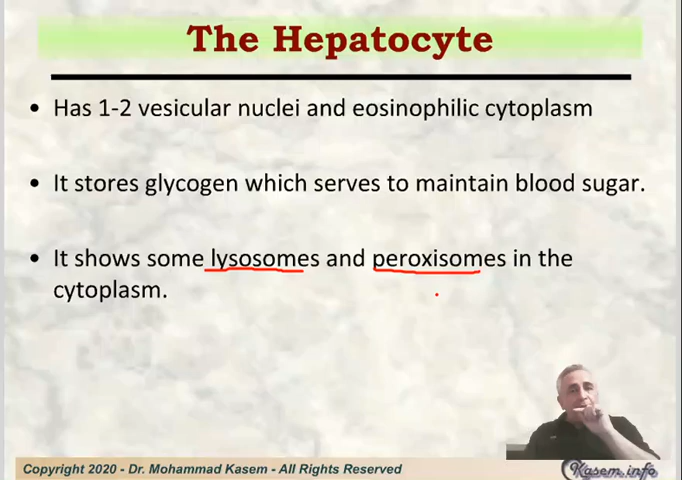 The Hepatocyte
• Has 1-2 vesicular nuclei and eosinophilic cytoplasm
• It stores glycogen which serves to maintain blood sugar.
• It shows some lysosomes and peroxisomes in the
cytoplasm.
Copyright 2020 - Dr. Mohammad Kasem - All Rights Reserved
Kasem.info